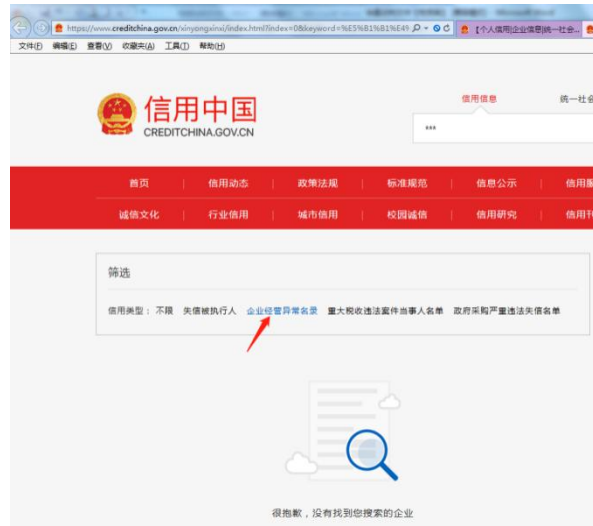 https://www.creditchina.gov.cn/xinyongxinxi/index.html?index=0&keyword=%E5%B1%B1%E4%9
【个人信用|企业信息|统一社会...
文件(F) 编辑(E) 查看(V) 收藏夹(A) 工具(T) 帮助(H)
信用信息 统一社会
信用中国
CREDITCHINA.GOV.CN
***
首页 | 信用动态 | 政策法规 | 标准规范 | 信息公示 | 信用服
诚信文化 | 行业信用 | 城市信用 | 校园诚信 | 信用研究 | 信用刊
筛选
信用类型： 不限 失信被执行人 企业经营异常名录 重大税收违法案件当事人名单 政府采购严重违法失信名单
很抱歉，没有找到您搜索的企业